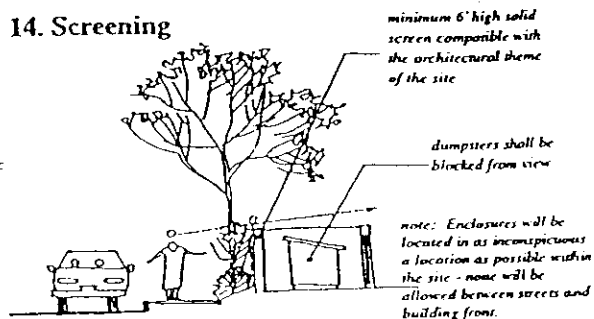 14. Screening
minimum 6' high solid
screen compatible with
the architectural theme
of the site
dumpsters shall be
blocked from view
note: Enclosures will be
located in as inconspicuous
a location as possible within
the site - none will be
allowed between streets and
building front.